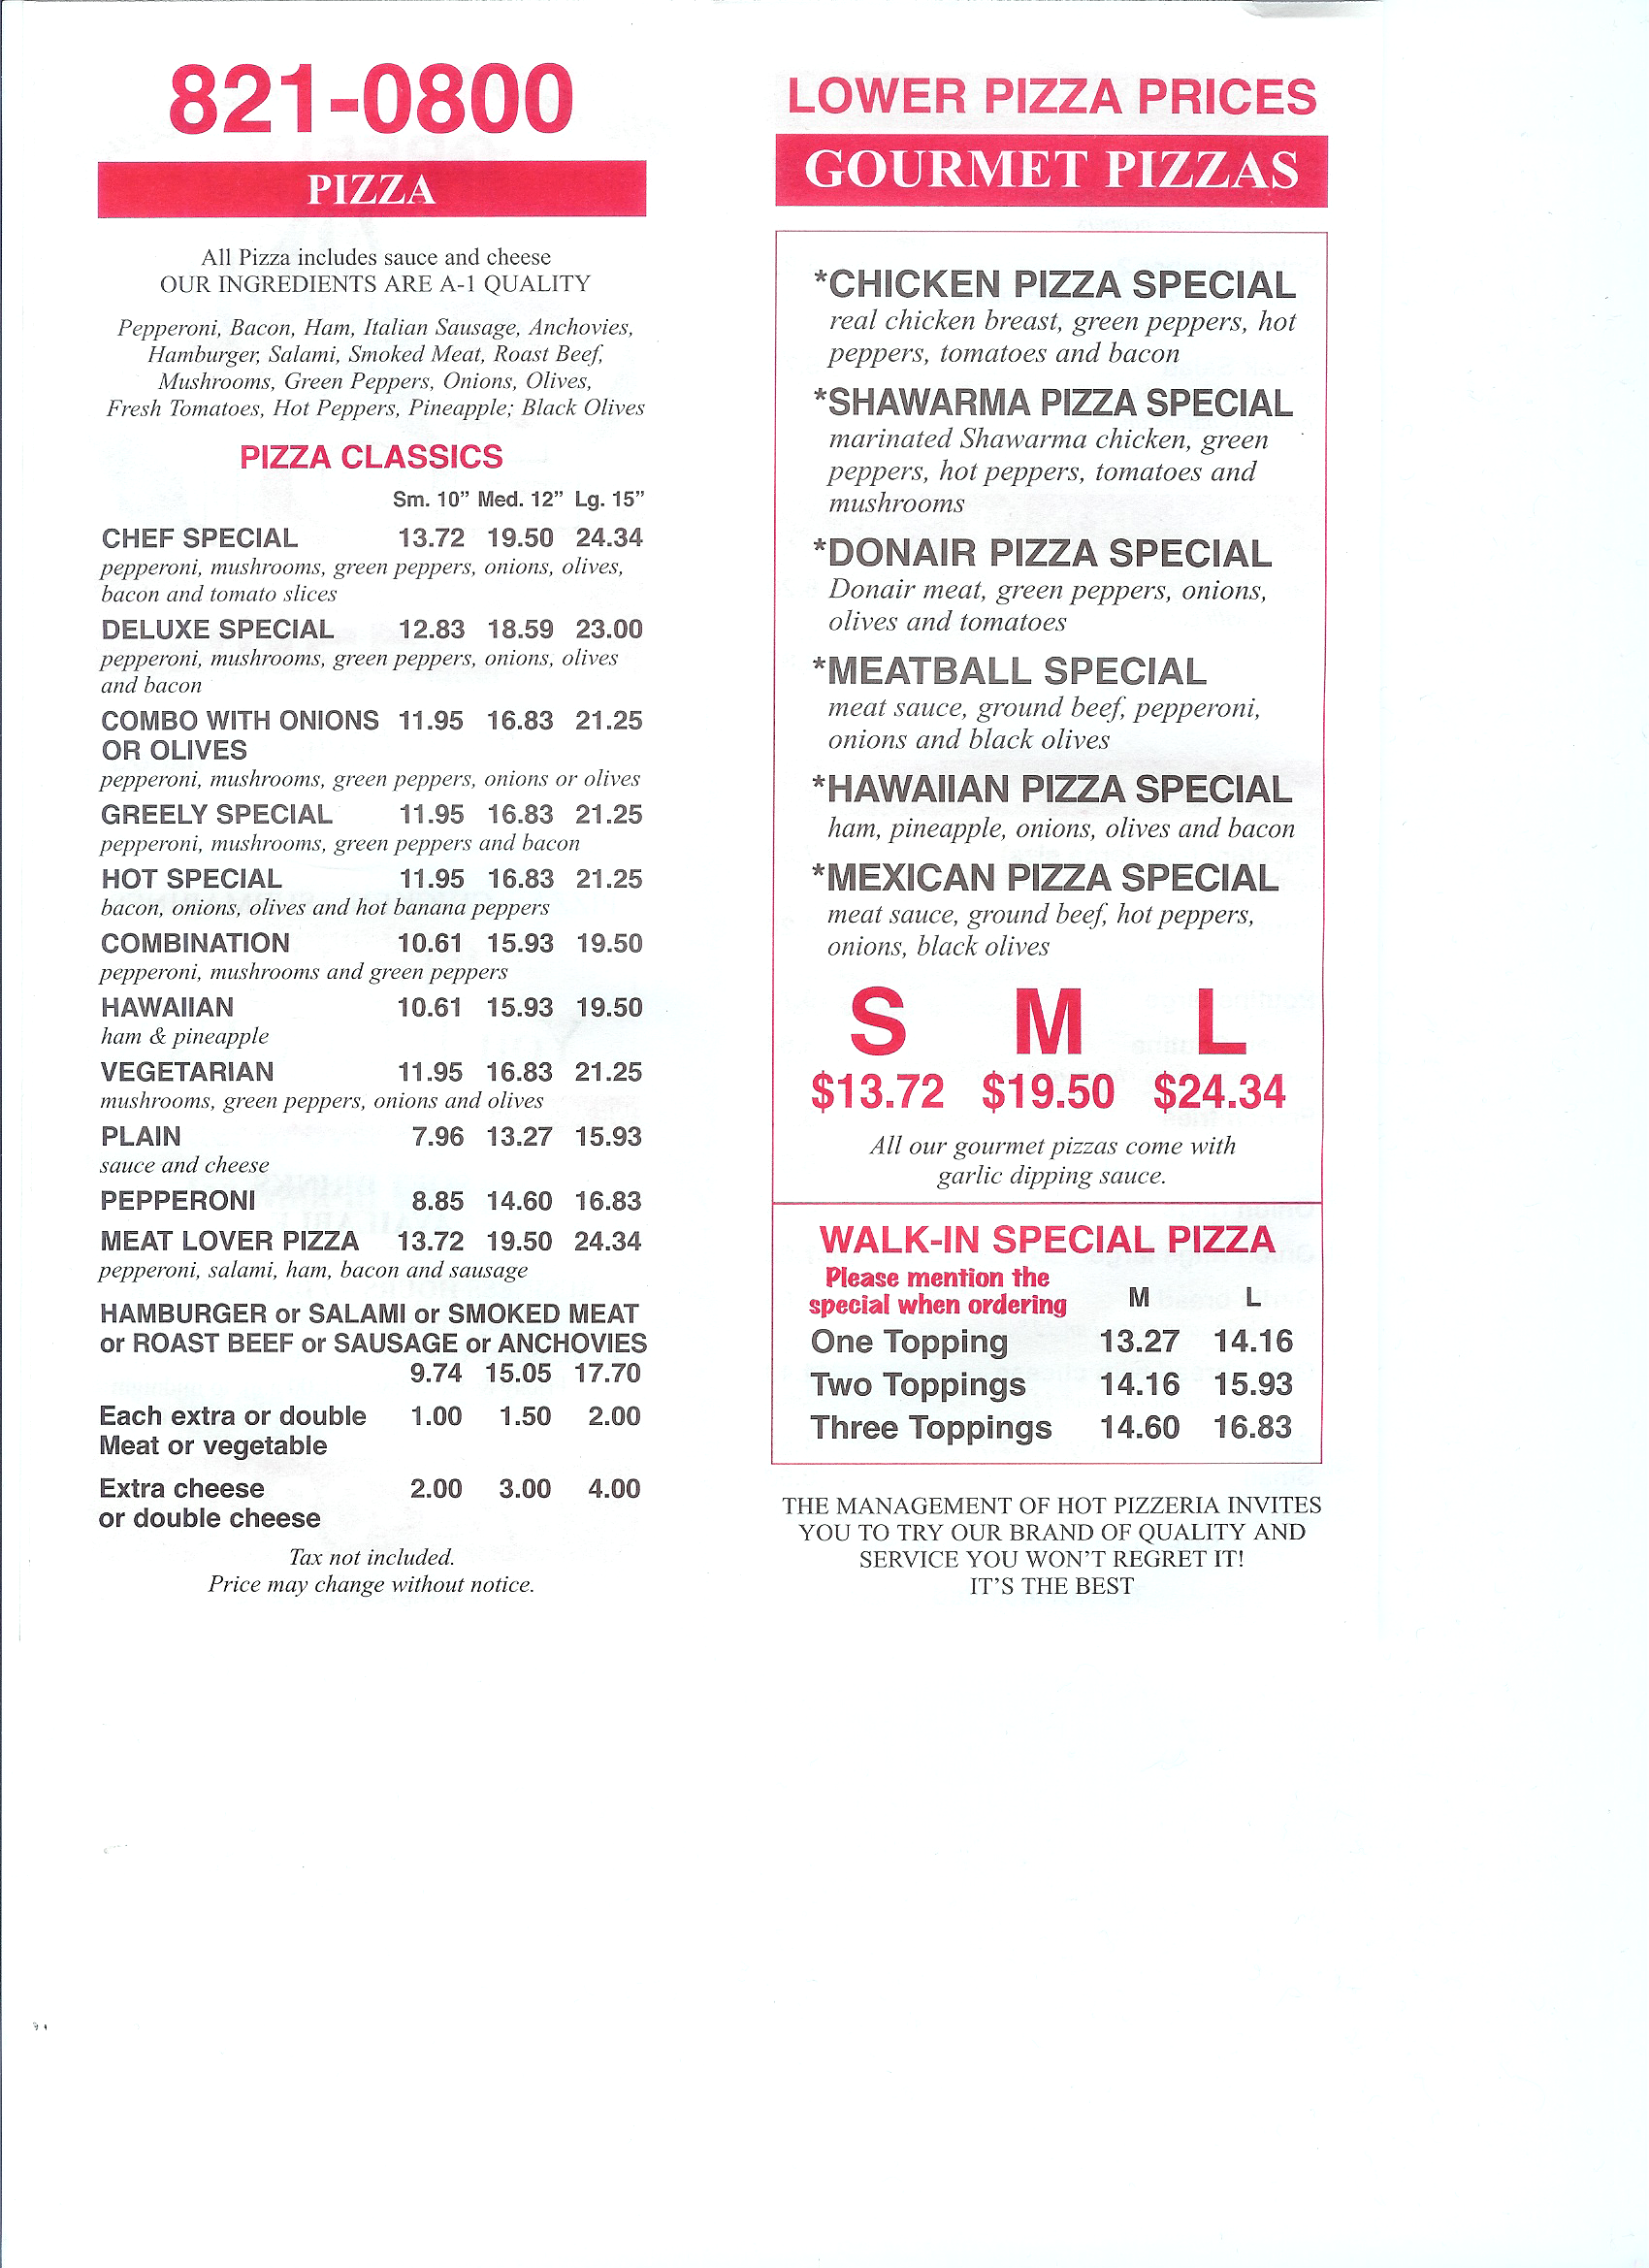 821-0800
PIZZA
All Pizza includes sauce and cheese
OUR INGREDIENTS ARE A-1 QUALITY
Pepperoni, Bacon, Ham, Italian Sausage, Anchovies,
Hamburger, Salami, Smoked Meat, Roast Beef,
Mushrooms, Green Peppers, Onions, Olives,
Fresh Tomatoes, Hot Peppers, Pineapple; Black Olives
PIZZA CLASSICS
Sm. 10” Med. 12” Lg. 15”
CHEF SPECIAL 13.72 19.50 24.34
pepperoni, mushrooms, green peppers, onions, olives,
bacon and tomato slices
DELUXE SPECIAL 12.83 18.59 23.00
pepperoni, mushrooms, green peppers, onions, olives
and bacon
COMBO WITH ONIONS 11.95 16.83 21.25
OR OLIVES
pepperoni, mushrooms, green peppers, onions or olives
GREELY SPECIAL 11.95 16.83 21.25
pepperoni, mushrooms, green peppers and bacon
HOT SPECIAL 11.95 16.83 21.25
bacon, onions, olives and hot banana peppers
COMBINATION 10.61 15.93 19.50
pepperoni, mushrooms and green peppers
HAWAIIAN 10.61 15.93 19.50
ham & pineapple
VEGETARIAN 11.95 16.83 21.25
mushrooms, green peppers, onions and olives
PLAIN 7.96 13.27 15.93
sauce and cheese
PEPPERONI 8.85 14.60 16.83
MEAT LOVER PIZZA 13.72 19.50 24.34
pepperoni, salami, ham, bacon and sausage
HAMBURGER or SALAMI or SMOKED MEAT
or ROAST BEEF or SAUSAGE or ANCHOVIES
9.74 15.05 17.70
Each extra or double 1.00 1.50 2.00
Meat or vegetable
Extra cheese 2.00 3.00 4.00
or double cheese
Tax not included.
Price may change without notice.
LOWER PIZZA PRICES
GOURMET PIZZAS
*CHICKEN PIZZA SPECIAL
real chicken breast, green peppers, hot
peppers, tomatoes and bacon
*SHAWARMA PIZZA SPECIAL
marinated Shawarma chicken, green
peppers, hot peppers, tomatoes and
mushrooms
*DONAIR PIZZA SPECIAL
Donair meat, green peppers, onions,
olives and tomatoes
*MEATBALL SPECIAL
meat sauce, ground beef, pepperoni,
onions and black olives
*HAWAIIAN PIZZA SPECIAL
ham, pineapple, onions, olives and bacon
*MEXICAN PIZZA SPECIAL
meat sauce, ground beef, hot peppers,
onions, black olives
S M L
$13.72 $19.50 $24.34
All our gourmet pizzas come with
garlic dipping sauce.
WALK-IN SPECIAL PIZZA
Please mention the
special when ordering M L
One Topping 13.27 14.16
Two Toppings 14.16 15.93
Three Toppings 14.60 16.83
THE MANAGEMENT OF HOT PIZZERIA INVITES
YOU TO TRY OUR BRAND OF QUALITY AND
SERVICE YOU WON'T REGRET IT!
IT'S THE BEST